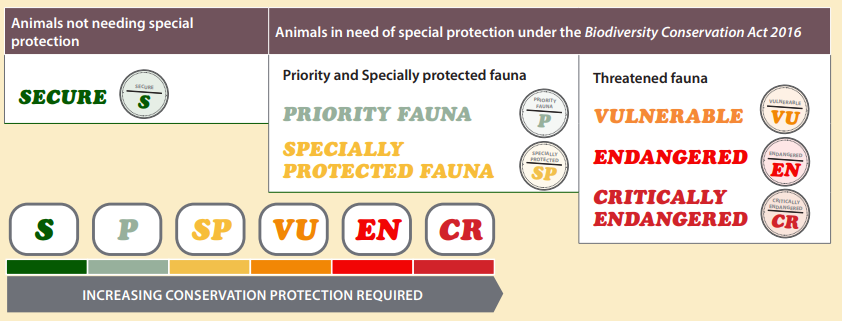 Animals not needing special
protection
Animals in need of special protection under the Biodiversity Conservation Act 2016
SECURE
SECURE
S
Priority and Specially protected fauna
PRIORITY FAUNA
PRIORITY
FAUNA
P
SPECIALLY
PROTECTED FAUNA
SPECIALLY
PROTECTED
SP
Threatened fauna
VULNERABLE
VULNERABLE
VU
ENDANGERED
ENDANGERED
EN
CRITICALLY
ENDANGERED
CRITICALLY
ENDANGERED
CR
S P SP VU EN CR
INCREASING CONSERVATION PROTECTION REQUIRED